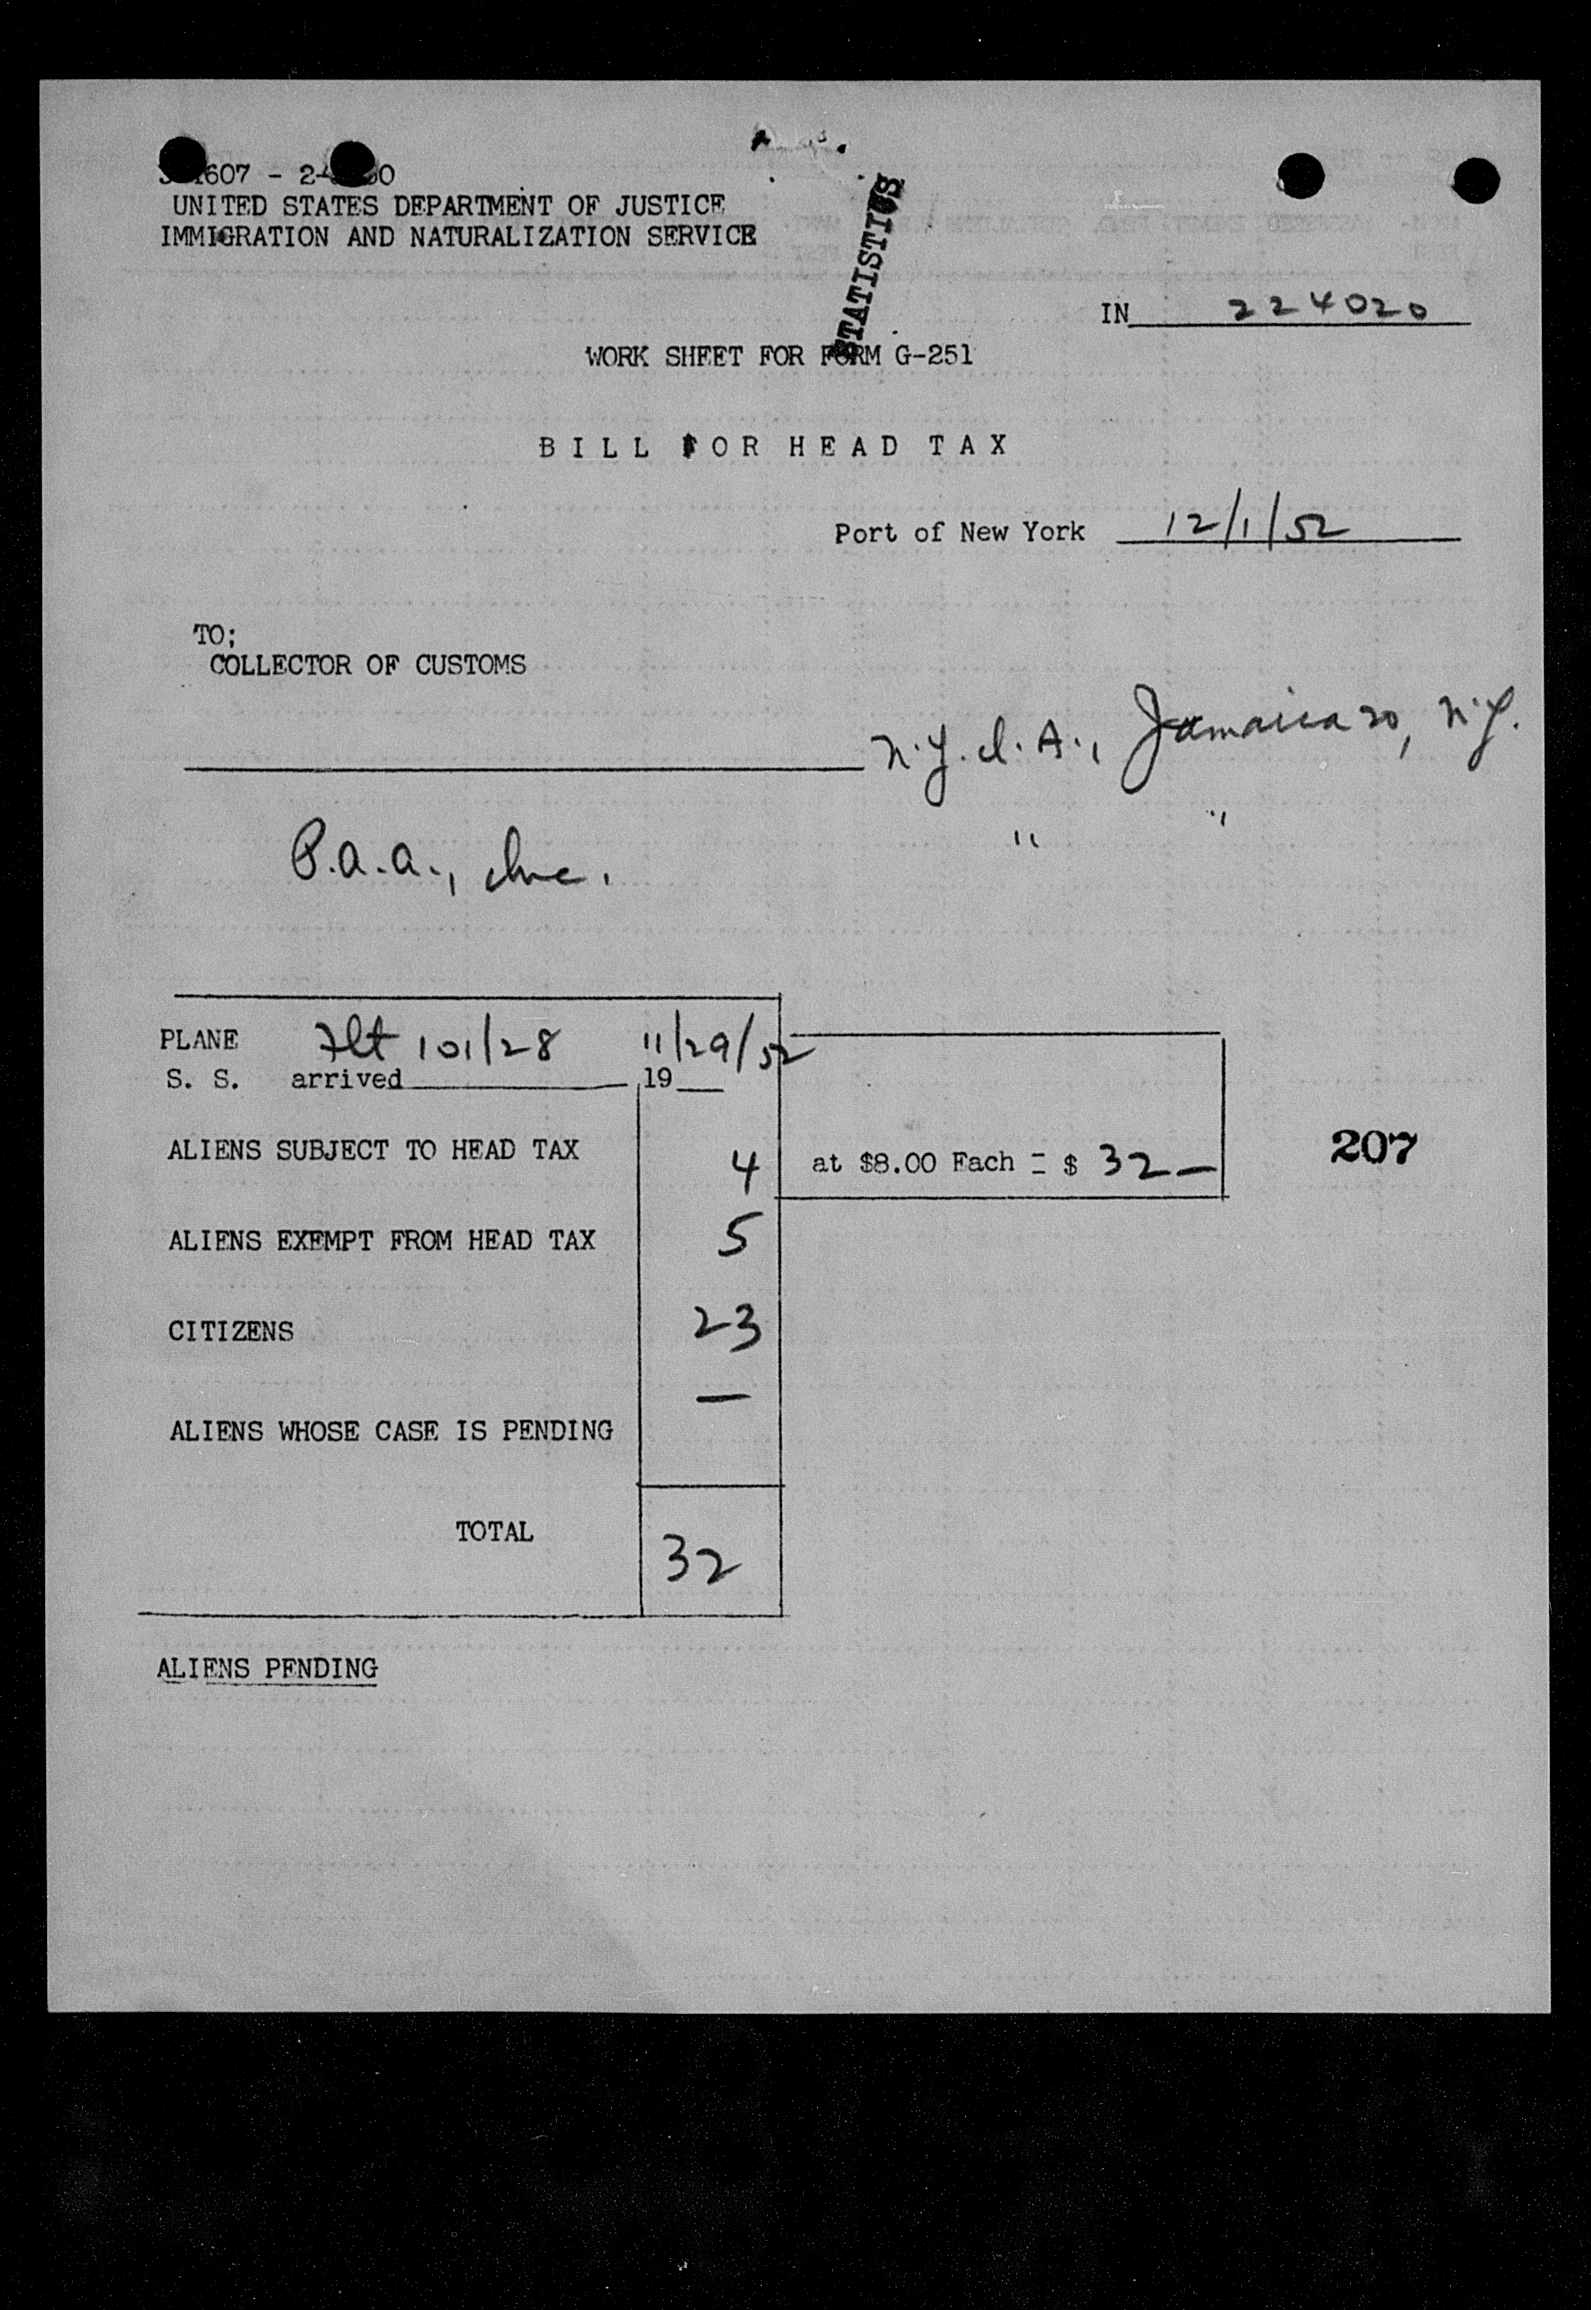 607 - 2-
UNITED STATES DEPARTMENT OF JUSTICE
IMMIGRATION AND NATURALIZATION SERVICE
STATISTICS
IN 224020
WORK SHEET FOR FORM G-251
BILL FOR HEAD TAX
Port of New York 12/1/52
TO;
COLLECTOR OF CUSTOMS
N.Y. I. A., Jamaica 20, N.Y.
P.A.A., Inc. " "
PLANE Flt 101/28 11/29/52
S. S. arrived 19
ALIENS SUBJECT TO HEAD TAX 4 at $8.00 Each = $ 32 — 207
ALIENS EXEMPT FROM HEAD TAX 5
CITIZENS 23
ALIENS WHOSE CASE IS PENDING —
TOTAL 32
ALIENS PENDING